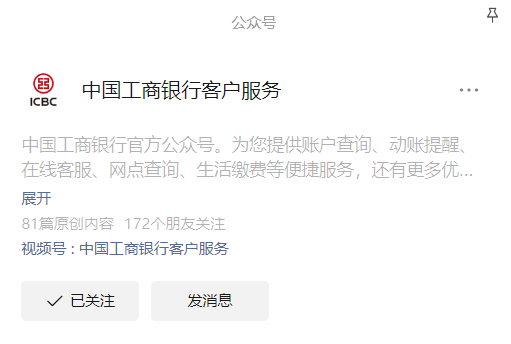 公众号
ICBC
中国工商银行客户服务
中国工商银行官方公众号。为您提供账户查询、动账提醒、
在线客服、网点查询、生活缴费等便捷服务，还有更多优...
展开
81篇原创内容 172个朋友关注
视频号 : 中国工商银行客户服务
已关注
发消息